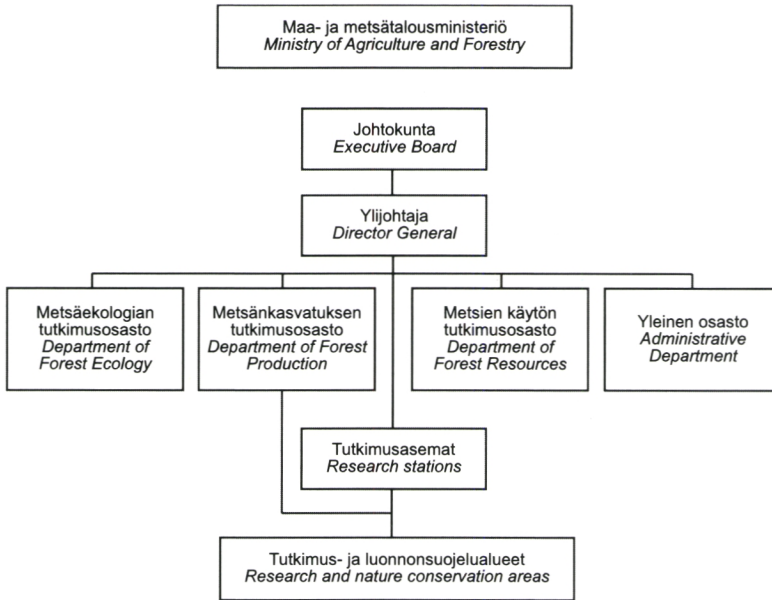 Maa- ja metsätalousministeriö
Ministry of Agriculture and Forestry
Johtokunta
Executive Board
Ylijohtaja
Director General
Metsäekologian
tutkimusosasto
Department of
Forest Ecology
Metsänkasvatuksen
tutkimusosasto
Department of Forest
Production
Metsien käytön
tutkimusosasto
Department of
Forest Resources
Yleinen osasto
Administrative
Department
Tutkimusasemat
Research stations
Tutkimus- ja luonnonsuojelualueet
Research and nature conservation areas